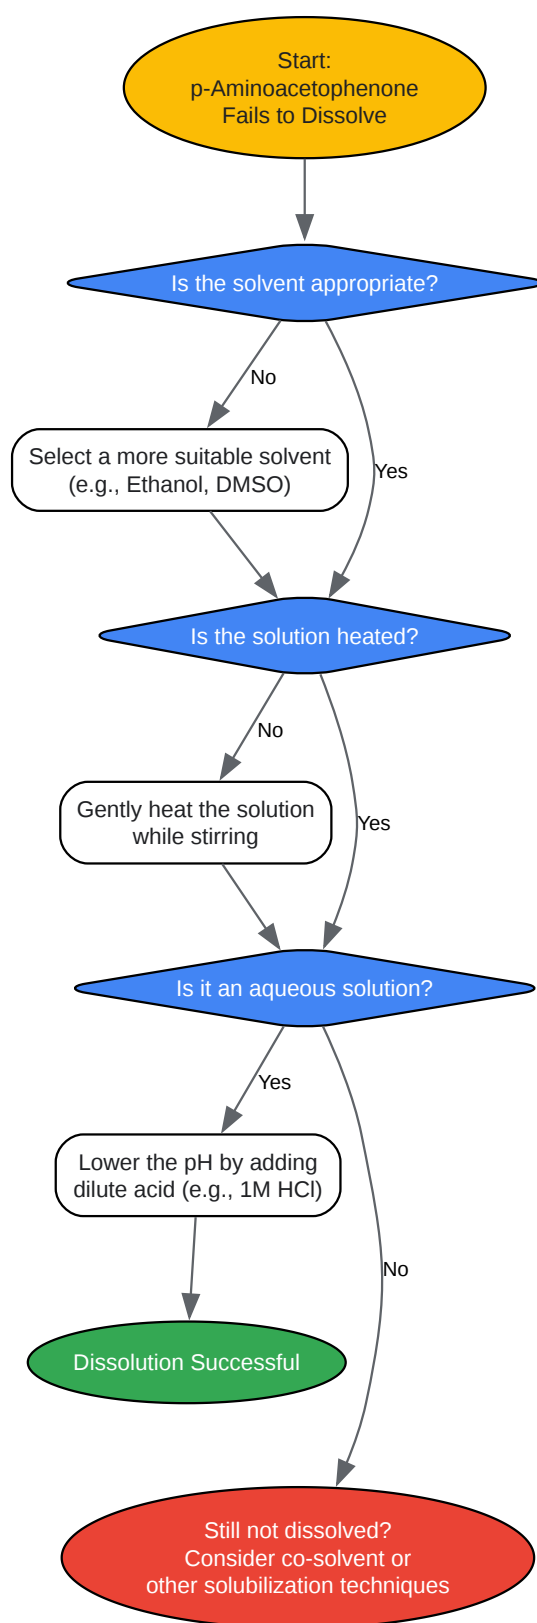 Start:
p-Aminoacetophenone
Fails to Dissolve
Is the solvent appropriate?
No
Select a more suitable solvent
(e.g., Ethanol, DMSO)
Yes
Is the solution heated?
No
Gently heat the solution
while stirring
Yes
Is it an aqueous solution?
Yes
Lower the pH by adding
dilute acid (e.g., 1M HCl)
No
Dissolution Successful
Still not dissolved?
Consider co-solvent or
other solubilization techniques